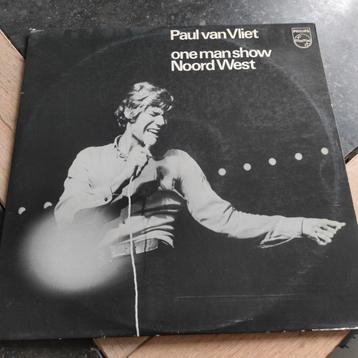 Paul van Vliet
one man show
Noord West
PHILIPS